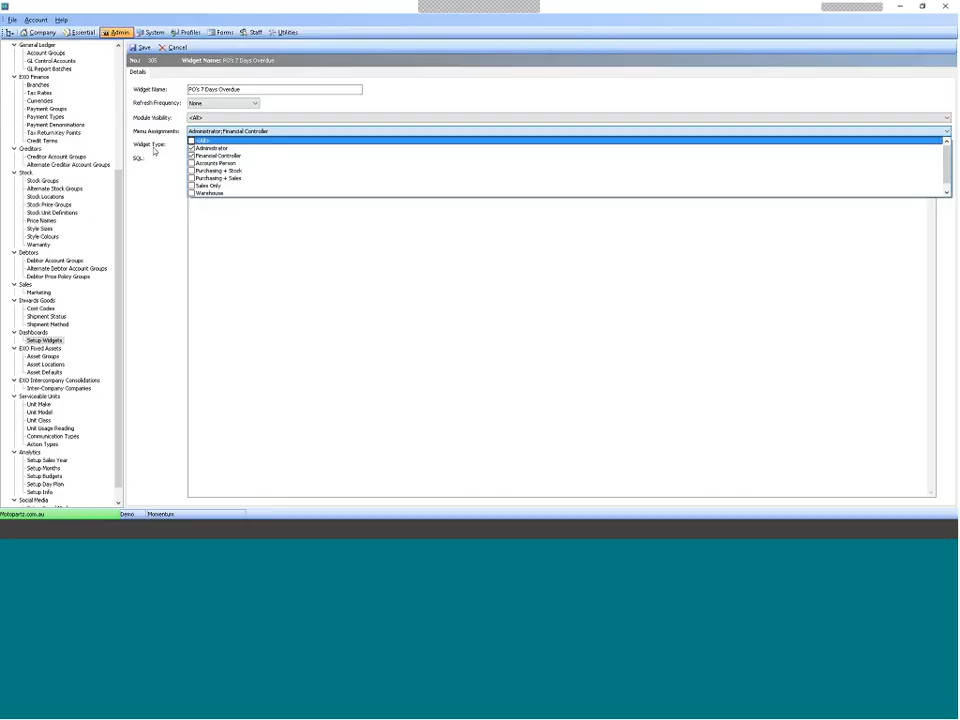 File Account Help
Company Essential Admin System Profiles Forms Staff Utilities
General Ledger
Account Groups
GL Control Accounts
GL Report Batches
EXO Finance
Branches
Tax Rates
Currencies
Payment Groups
Payment Types
Payment Denominations
Tax Return Key Points
Credit Terms
Creditors
Creditor Account Groups
Alternate Creditor Account Groups
Stock
Stock Groups
Alternate Stock Groups
Stock Locations
Stock Price Groups
Stock Unit Definitions
Price Names
Style Sizes
Style Colours
Warranty
Debtors
Debtor Account Groups
Alternate Debtor Account Groups
Debtor Price Policy Groups
Sales
Marketing
Inwards Goods
Cost Codes
Shipment Status
Shipment Method
Dashboards
Setup Widgets
EXO Fixed Assets
Asset Groups
Asset Locations
Asset Defaults
EXO Intercompany Consolidations
Inter-Company Companies
Serviceable Units
Unit Make
Unit Model
Unit Class
Unit Usage Reading
Communication Types
Action Types
Analytics
Setup Sales Year
Setup Months
Setup Budgets
Setup Day Plan
Setup Info
Social Media
Save Cancel
No.: 305 Widget Name: PO's 7 Days Overdue
Details
Widget Name: PO's 7 Days Overdue
Refresh Frequency: None
Module Visibility: <All>
Menu Assignments: Administrator;Financial Controller
Widget Type:
SQL:
<All>
Administrator
Financial Controller
Accounts Person
Purchasing + Stock
Purchasing + Sales
Sales Only
Warehouse
Motopartz.com.au Demo Momentum